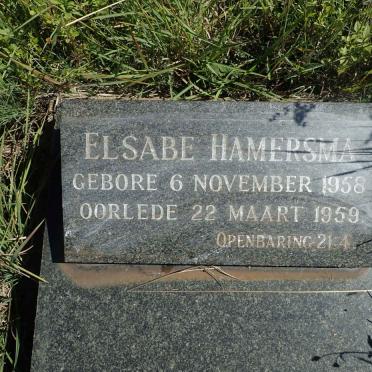 ELSABE HAMERSMA
GEBORE 6 NOVEMBER 1958
OORLEDE 22 MAART 1959
OPENBARING 21:4